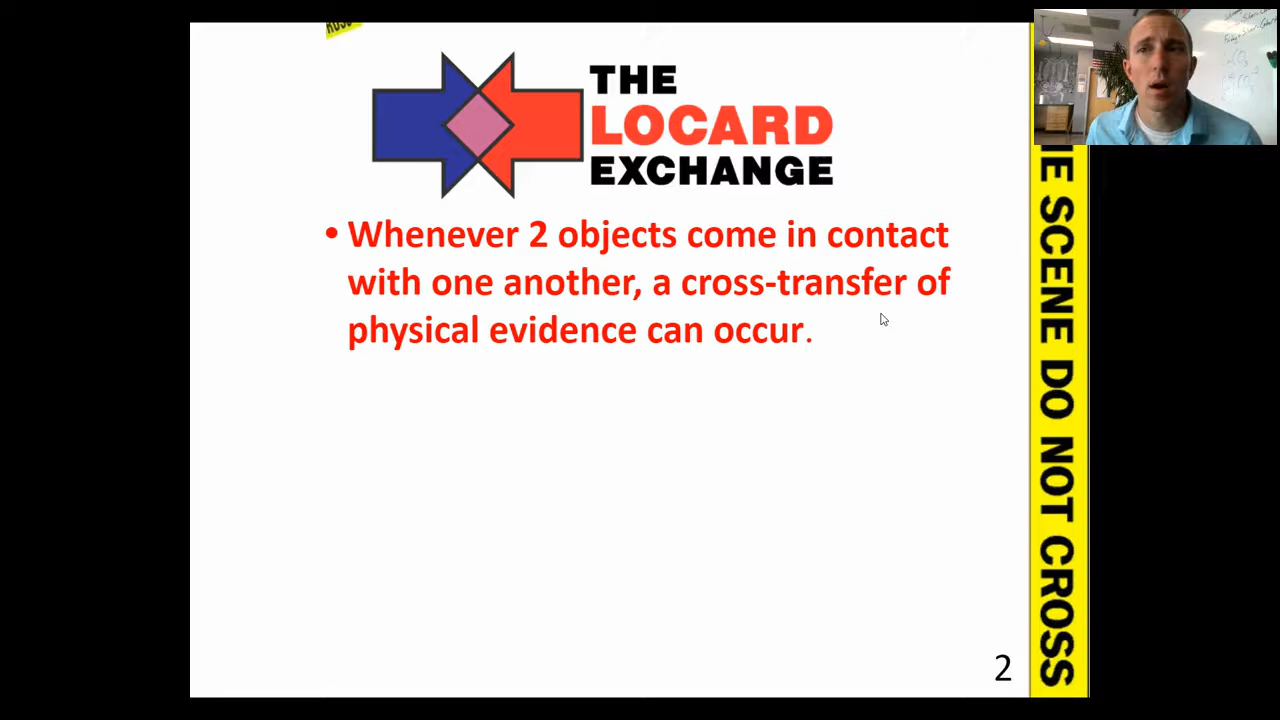 THE
LOCARD
EXCHANGE
• Whenever 2 objects come in contact
with one another, a cross-transfer of
physical evidence can occur.
SCENE DO NOT CROSS
2